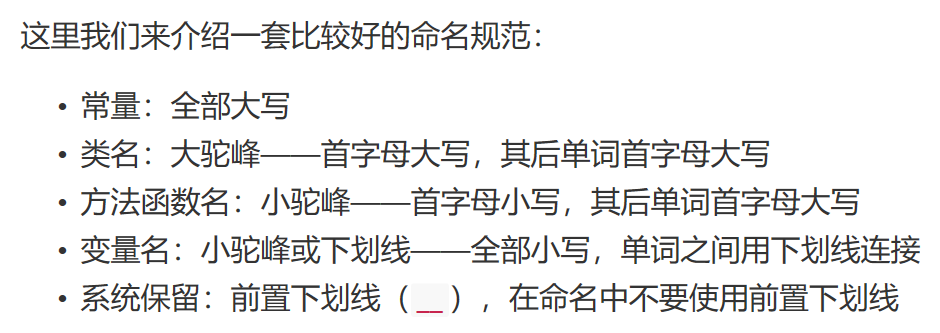 这里我们来介绍一套比较好的命名规范：
• 常量：全部大写
• 类名：大驼峰——首字母大写，其后单词首字母大写
• 方法函数名：小驼峰——首字母小写，其后单词首字母大写
• 变量名：小驼峰或下划线——全部小写，单词之间用下划线连接
• 系统保留：前置下划线（__），在命名中不要使用前置下划线